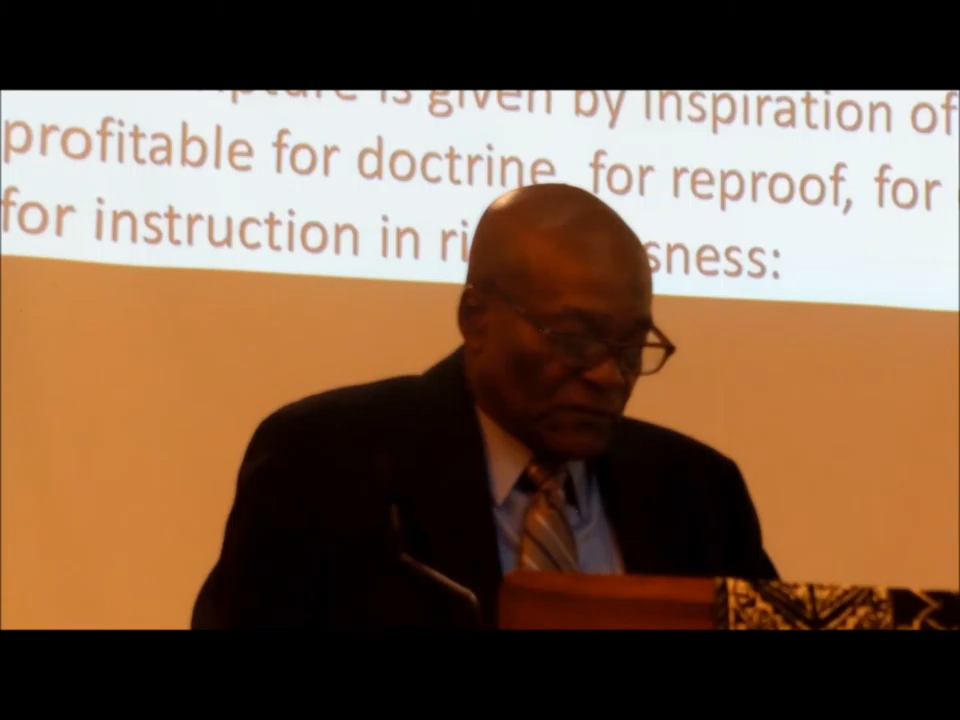 is given by inspiration of
profitable for doctrine, for reproof, for
for instruction in